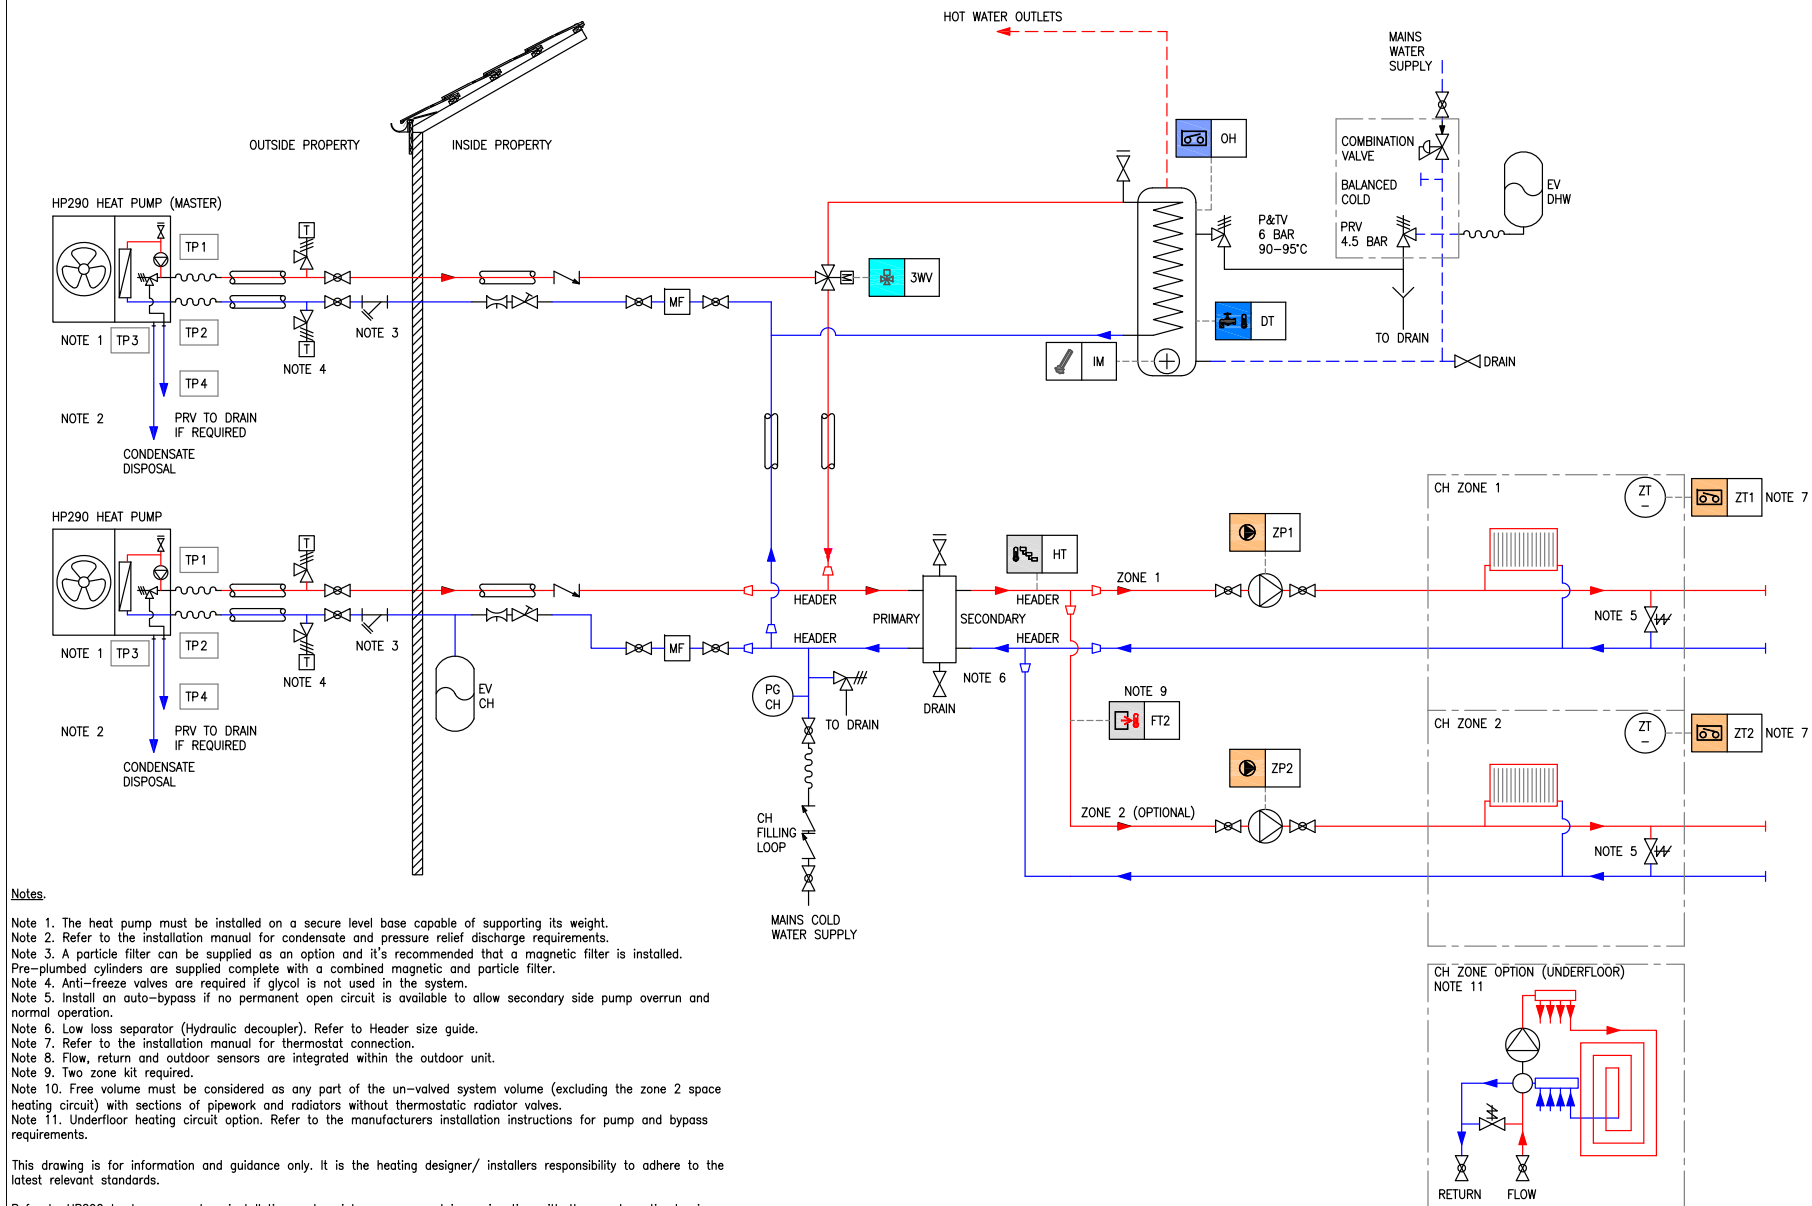 HOT WATER OUTLETS
MAINS
WATER
SUPPLY
OUTSIDE PROPERTY
INSIDE PROPERTY
OH
COMBINATION
VALVE
BALANCED
COLD
PRV
4.5 BAR
EV
DHW
P&TV
6 BAR
90-95°C
HP290 HEAT PUMP (MASTER)
TP1
T
M
3WV
MF
TP2
NOTE 1
TP3
NOTE 3
T
NOTE 4
TP4
NOTE 2
PRV TO DRAIN
IF REQUIRED
CONDENSATE
DISPOSAL
DT
IM
TO DRAIN
DRAIN
HP290 HEAT PUMP
TP1
T
MF
TP2
NOTE 1
TP3
NOTE 3
T
NOTE 4
TP4
NOTE 2
PRV TO DRAIN
IF REQUIRED
CONDENSATE
DISPOSAL
EV
CH
HEADER
HEADER
PRIMARY
SECONDARY
HEADER
HEADER
HT
ZONE 1
ZP1
CH ZONE 1
ZT
–
ZT1
NOTE 7
NOTE 5
NOTE 6
DRAIN
PG
CH
TO DRAIN
NOTE 9
FT2
ZP2
ZONE 2 (OPTIONAL)
CH ZONE 2
ZT
–
ZT2
NOTE 7
NOTE 5
CH
FILLING
LOOP
MAINS COLD
WATER SUPPLY
CH ZONE OPTION (UNDERFLOOR)
NOTE 11
RETURN
FLOW
Notes.
Note 1. The heat pump must be installed on a secure level base capable of supporting its weight.
Note 2. Refer to the installation manual for condensate and pressure relief discharge requirements.
Note 3. A particle filter can be supplied as an option and it's recommended that a magnetic filter is installed.
Pre-plumbed cylinders are supplied complete with a combined magnetic and particle filter.
Note 4. Anti-freeze valves are required if glycol is not used in the system.
Note 5. Install an auto-bypass if no permanent open circuit is available to allow secondary side pump overrun and
normal operation.
Note 6. Low loss separator (Hydraulic decoupler). Refer to Header size guide.
Note 7. Refer to the installation manual for thermostat connection.
Note 8. Flow, return and outdoor sensors are integrated within the outdoor unit.
Note 9. Two zone kit required.
Note 10. Free volume must be considered as any part of the un-valved system volume (excluding the zone 2 space
heating circuit) with sections of pipework and radiators without thermostatic radiator valves.
Note 11. Underfloor heating circuit option. Refer to the manufacturers installation instructions for pump and bypass
requirements.
This drawing is for information and guidance only. It is the heating designer/ installers responsibility to adhere to the
latest relevant standards.